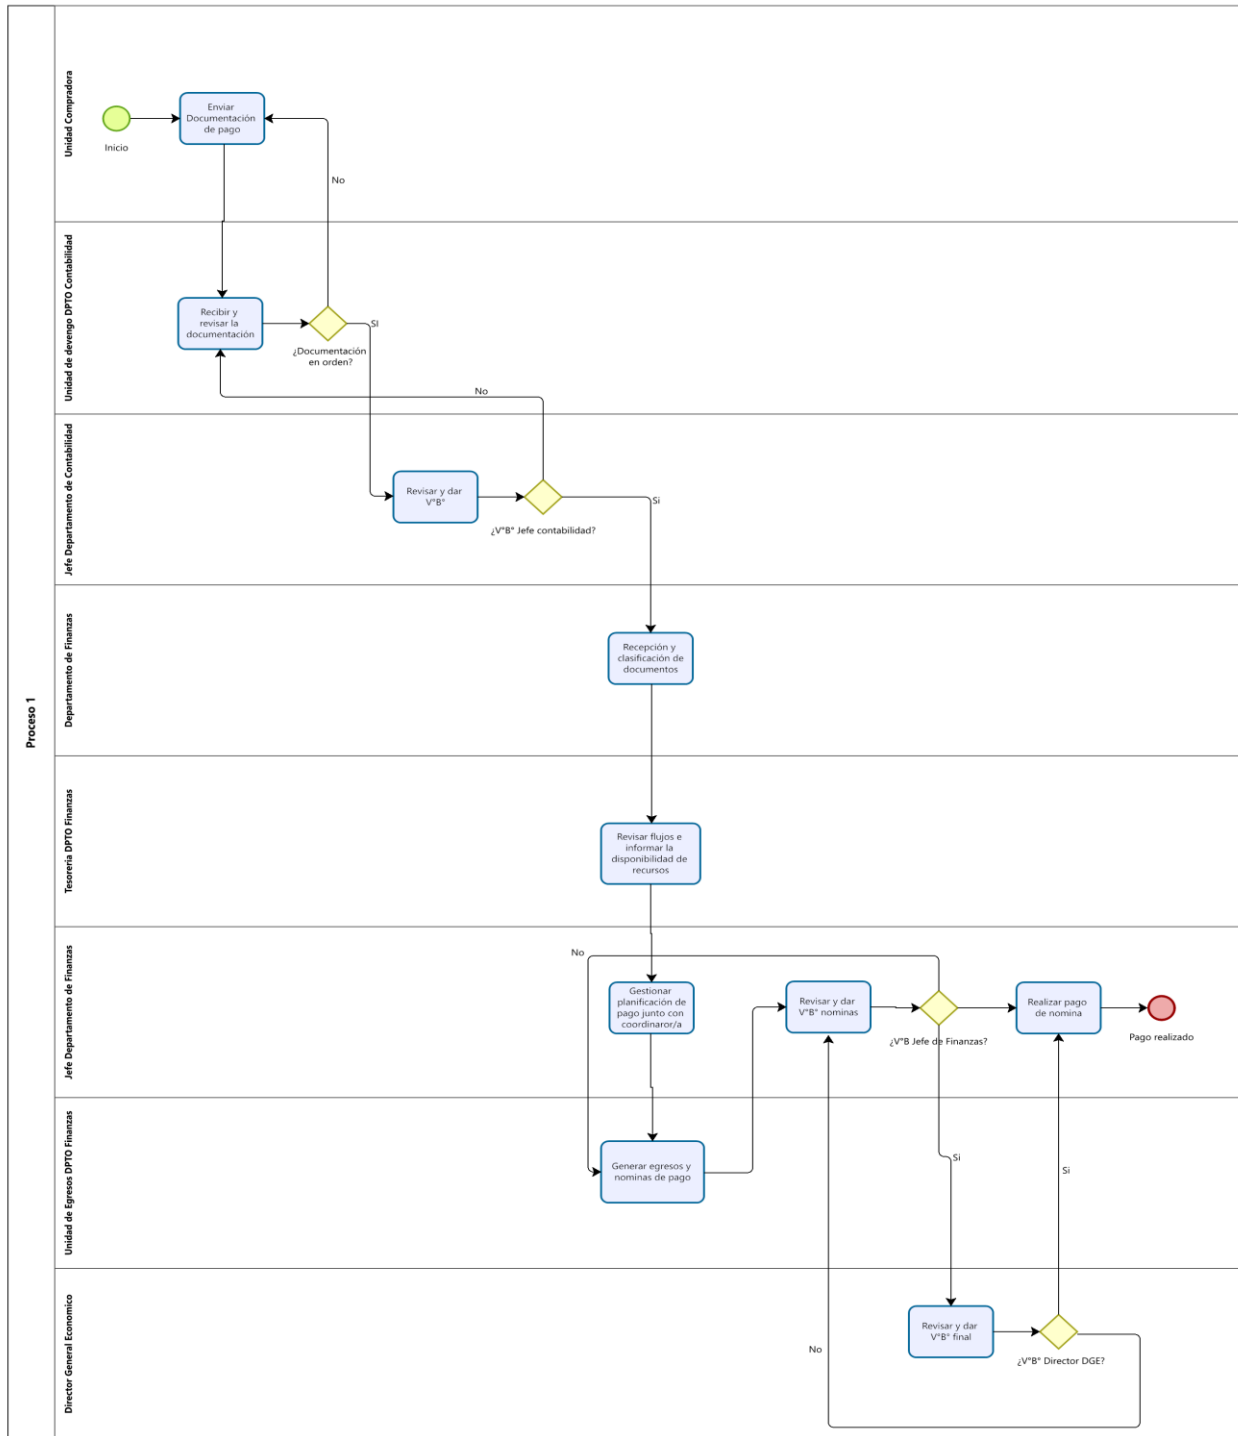 Proceso 1
Unidad Compradora
Inicio
Enviar
Documentación
de pago
No
Unidad de devengo DPTO Contabilidad
Recibir y
revisar la
documentación
SI
¿Documentación
en orden?
No
Jefe Departamento de Contabilidad
Revisar y dar
V°B°
Si
¿V°B° Jefe contabilidad?
Departamento de Finanzas
Recepción y
clasificación de
documentos
Tesoreria DPTO Finanzas
Revisar flujos e
informar la
disponibilidad de
recursos
Jefe Departamento de Finanzas
No
Gestionar
planificación de
pago junto con
coordinaror/a
Revisar y dar
V°B° nominas
¿V°B Jefe de Finanzas?
Realizar pago
de nomina
Pago realizado
Unidad de Egresos DPTO Finanzas
Generar egresos y
nominas de pago
Si
Si
Director General Economico
Revisar y dar
V°B° final
No
¿V°B° Director DGE?